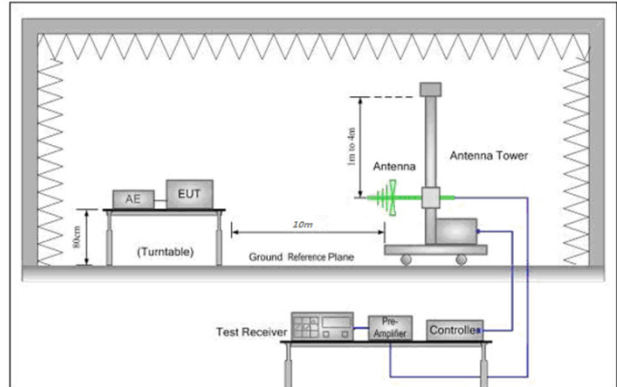 1m to 4m
Antenna
Antenna Tower
AE
EUT
80cm
(Turntable)
10m
Ground Reference Plane
Test Receiver
Pre-
Amplifier
Controller